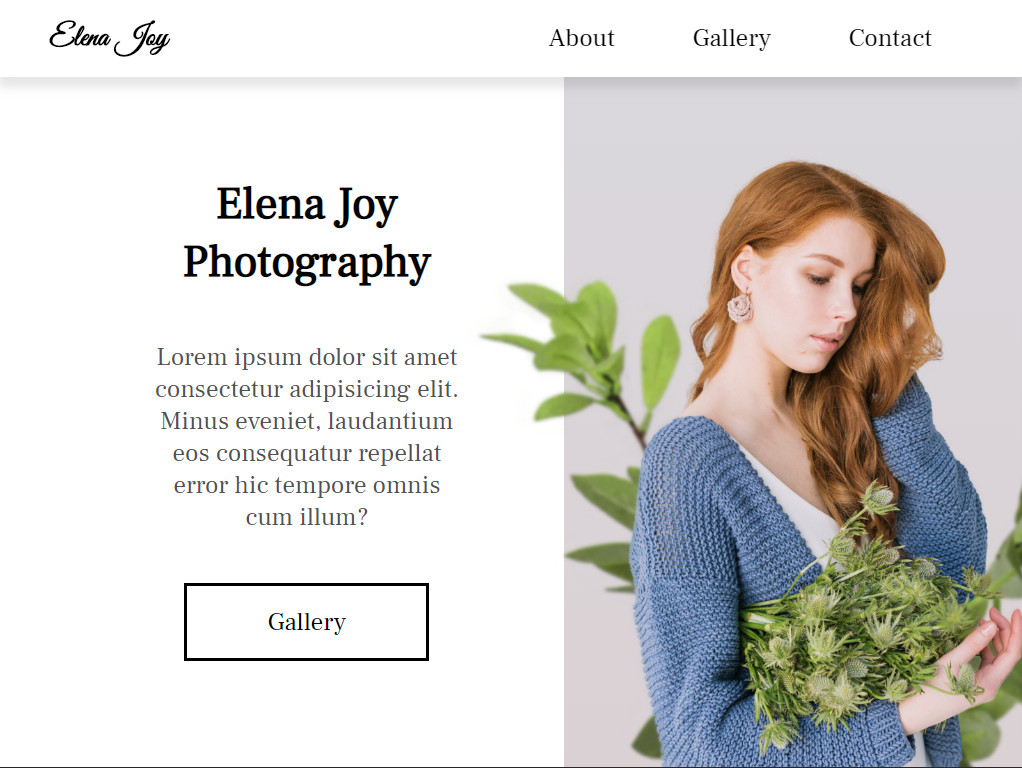 Elena Joy
About
Gallery
Contact
Elena Joy
Photography
Lorem ipsum dolor sit amet
consectetur adipisicing elit.
Minus eveniet, laudantium
eos consequatur repellat
error hic tempore omnis
cum illum?
Gallery